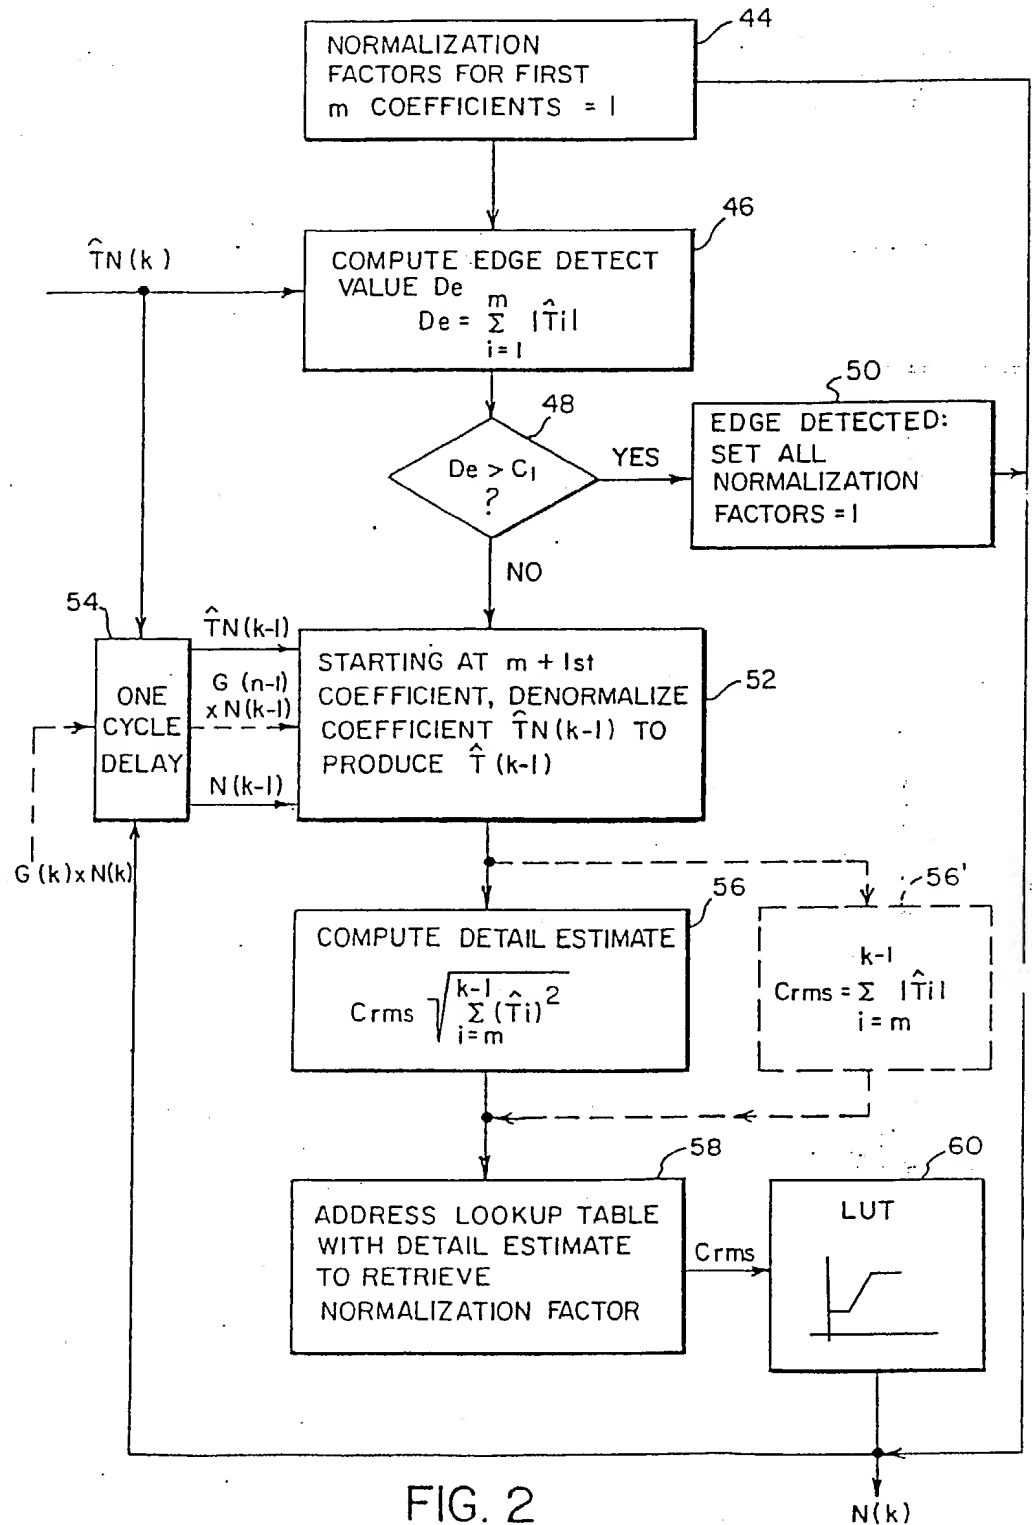 44
NORMALIZATION
FACTORS FOR FIRST
m COEFFICIENTS = 1
46
T̂N(k)
COMPUTE EDGE DETECT
VALUE De
De = Σ |T̂i|
m
i = 1
48
De > C1
?
YES
NO
50
EDGE DETECTED:
SET ALL
NORMALIZATION
FACTORS = 1
54
ONE
CYCLE
DELAY
T̂N(k-1)
G (n-1)
xN(k-1)
N(k-1)
G(k)xN(k)
52
STARTING AT m + 1st
COEFFICIENT, DENORMALIZE
COEFFICIENT T̂N(k-1) TO
PRODUCE T̂ (k-1)
56
COMPUTE DETAIL ESTIMATE
k-1
Crms √Σ(T̂i)²
i=m
56'
k-1
Crms = Σ |T̂i|
i = m
58
ADDRESS LOOKUP TABLE
WITH DETAIL ESTIMATE
TO RETRIEVE
NORMALIZATION FACTOR
Crms
60
LUT
N(k)
FIG. 2